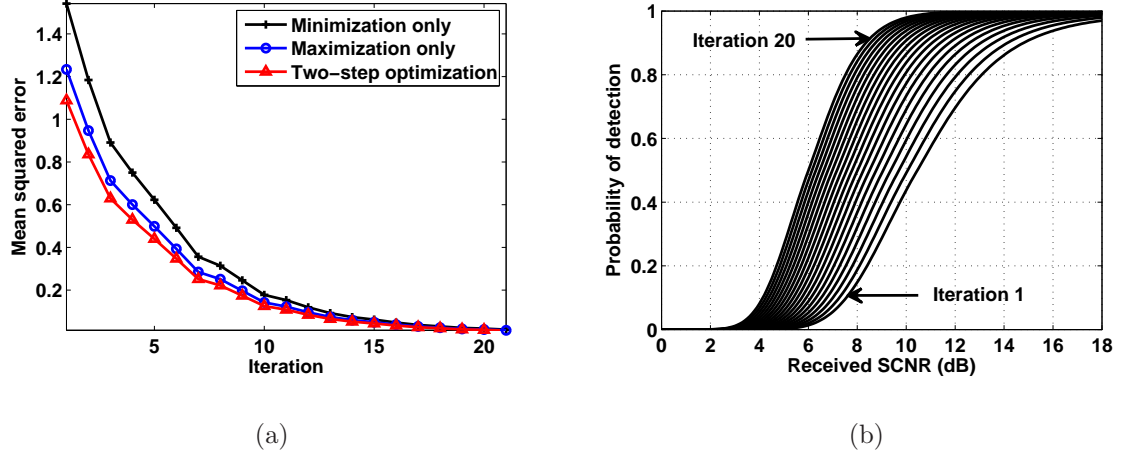 1.4
1.2
1
0.8
0.6
0.4
0.2
Mean squared error
Minimization only
Maximization only
Two−step optimization
5
10
15
20
Iteration
(a)
1
0.8
0.6
0.4
0.2
0
Probability of detection
Iteration 20
Iteration 1
0
2
4
6
8
10
12
14
16
18
Received SCNR (dB)
(b)